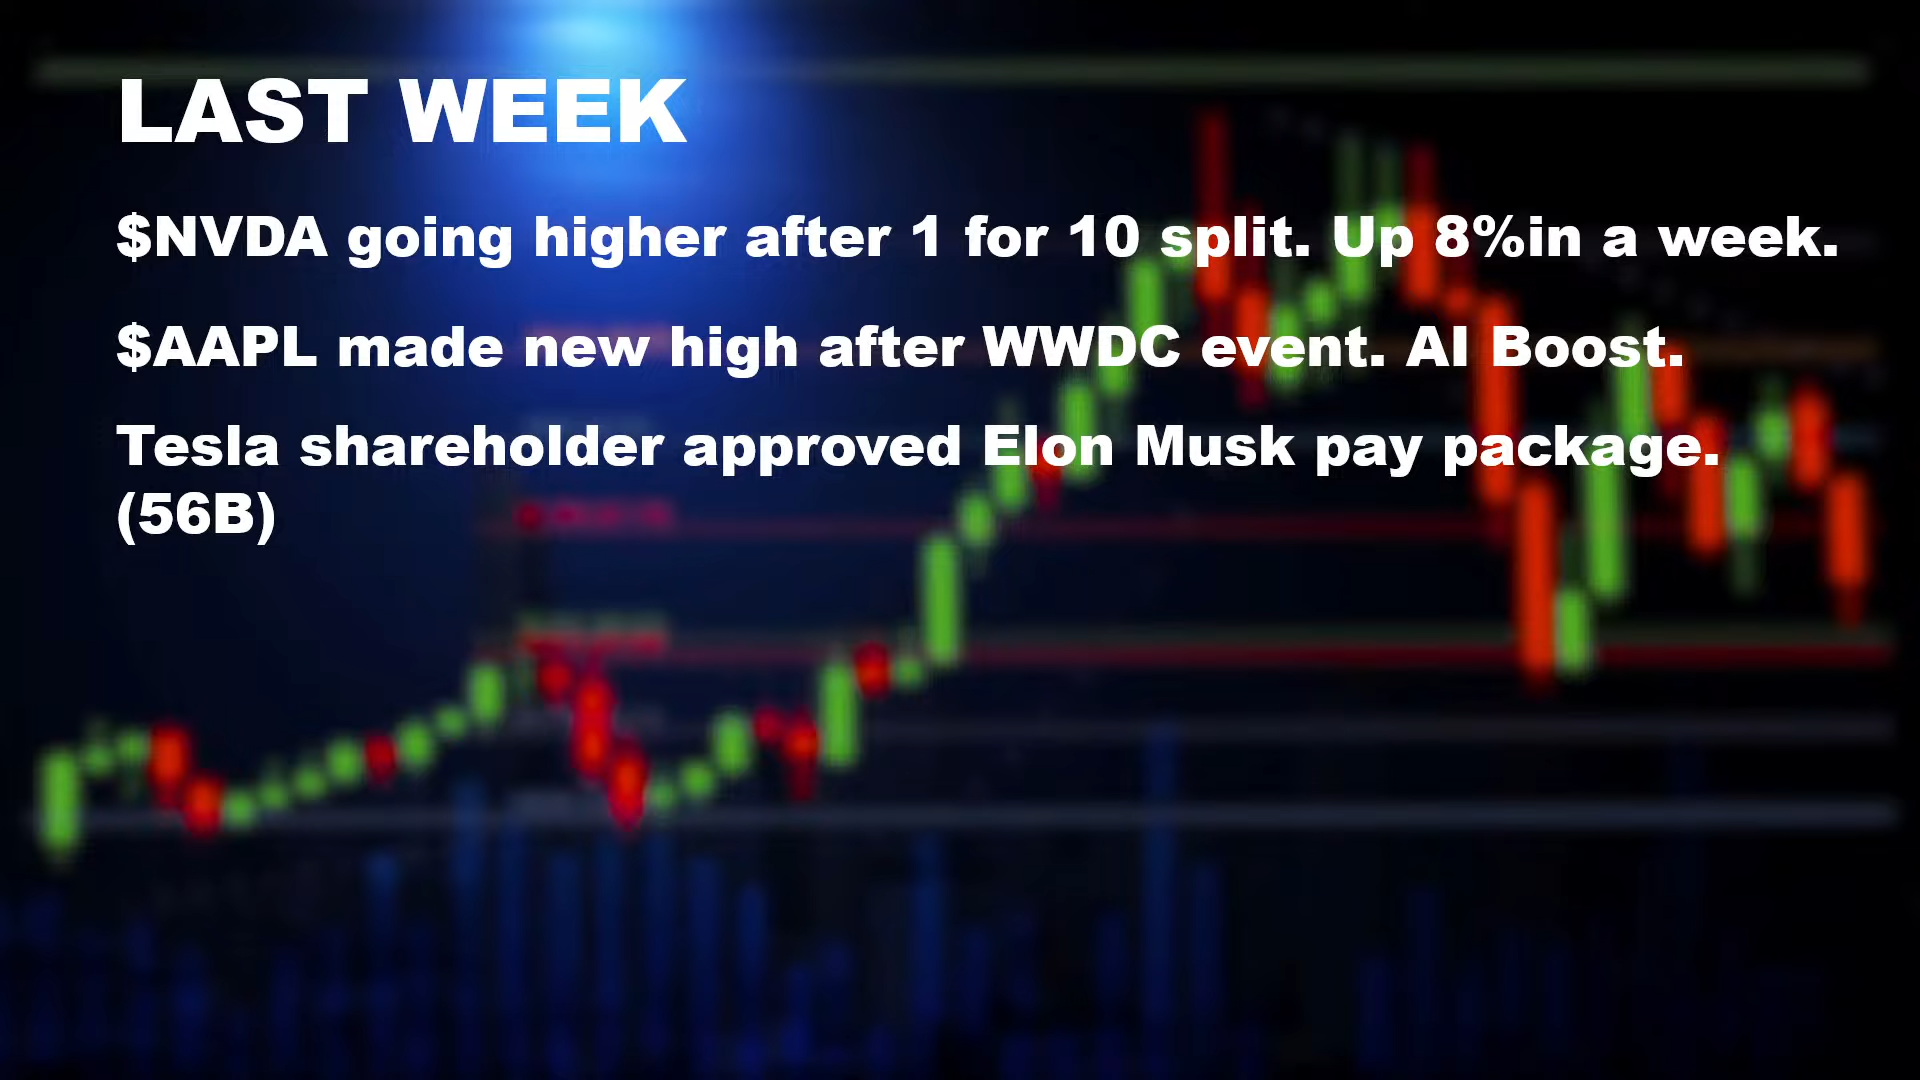 LAST WEEK
$NVDA going higher after 1 for 10 split. Up 8%in a week.
$AAPL made new high after WWDC event. AI Boost.
Tesla shareholder approved Elon Musk pay package.
(56B)